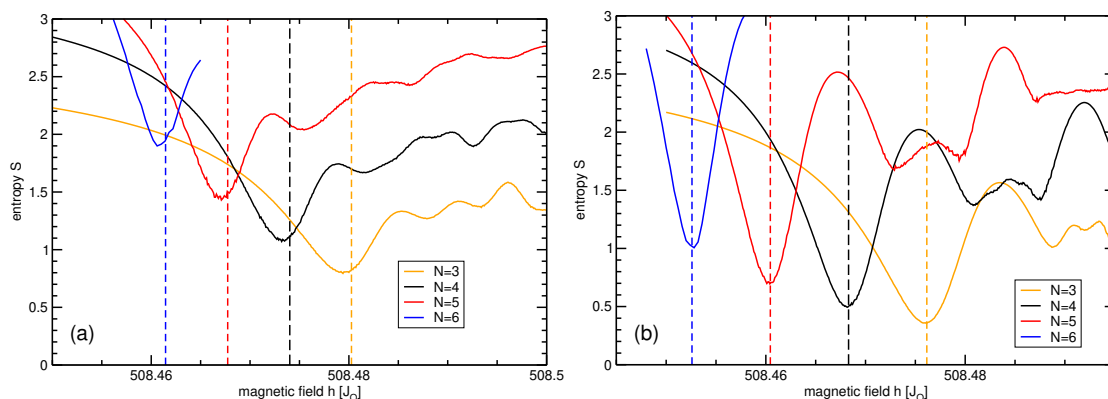 3
2.5
2
1.5
1
0.5
0
entropy S
(a)
N=3
N=4
N=5
N=6
508.46
508.48
508.5
magnetic field h [J_Q]
3
2.5
2
1.5
1
0.5
0
entropy S
(b)
N=3
N=4
N=5
N=6
508.46
508.48
magnetic field h [J_Q]